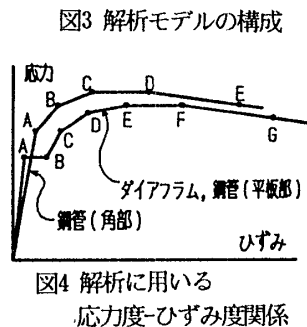 図3 解析モデルの構成
応力
A B C D E
A B C D E F G
ダイアフラム,鋼管(平板部)
鋼管(角部)
ひずみ
図4 解析に用いる
応力度-ひずみ度関係